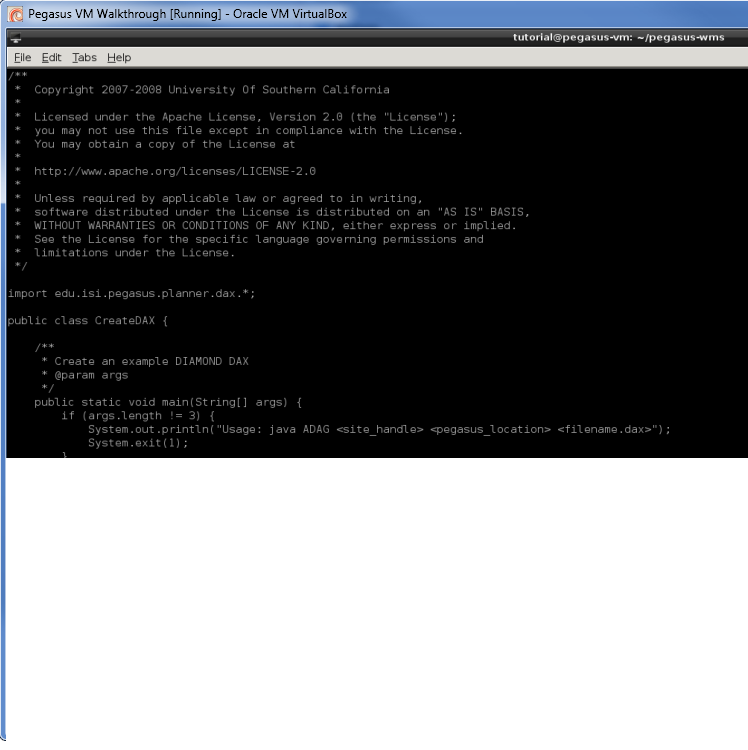 Pegasus VM Walkthrough [Running] - Oracle VM VirtualBox
tutorial@pegasus-vm: ~/pegasus-wms
File Edit Tabs Help
/**
 *  Copyright 2007-2008 University Of Southern California
 *
 *  Licensed under the Apache License, Version 2.0 (the "License");
 *  you may not use this file except in compliance with the License.
 *  You may obtain a copy of the License at
 *
 *  http://www.apache.org/licenses/LICENSE-2.0
 *
 *  Unless required by applicable law or agreed to in writing,
 *  software distributed under the License is distributed on an "AS IS" BASIS,
 *  WITHOUT WARRANTIES OR CONDITIONS OF ANY KIND, either express or implied.
 *  See the License for the specific language governing permissions and
 *  limitations under the License.
 */
import edu.isi.pegasus.planner.dax.*;
public class CreateDAX {
    /**
     * Create an example DIAMOND DAX
     * @param args
     */
    public static void main(String[] args) {
        if (args.length != 3) {
            System.out.println("Usage: java ADAG <site_handle> <pegasus_location> <filename.dax>");
            System.exit(1);
        }